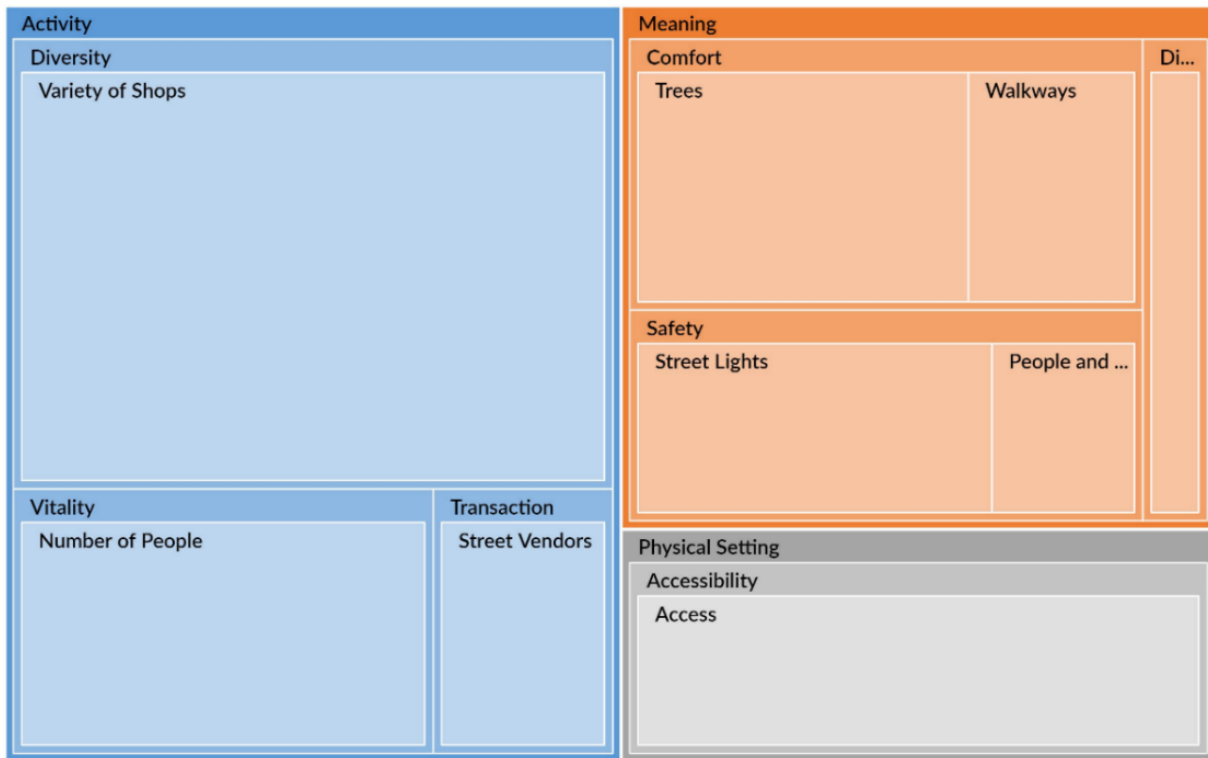 Activity
Diversity
Variety of Shops
Vitality
Number of People
Transaction
Street Vendors
Meaning
Comfort
Trees
Walkways
Di...
Safety
Street Lights
People and ...
Physical Setting
Accessibility
Access